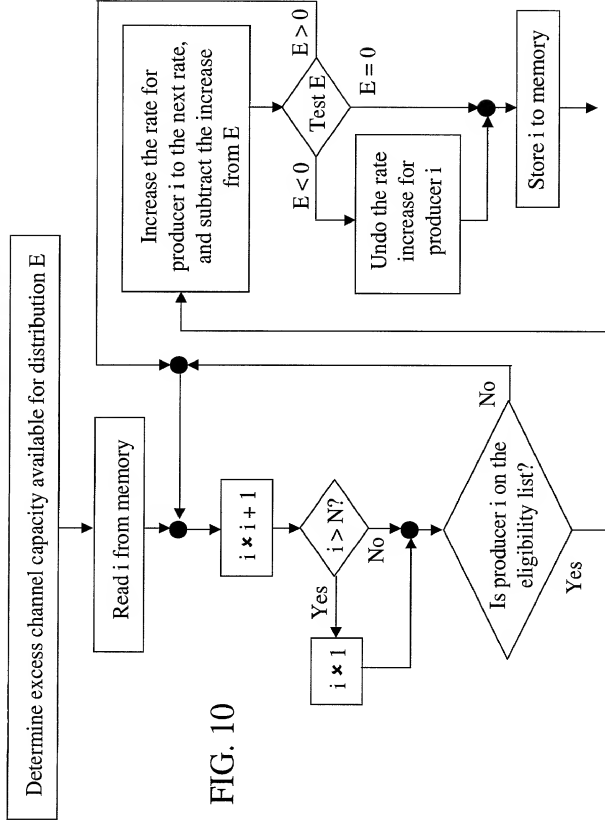 Determine excess channel capacity available for distribution E
Read i from memory
i × i + 1
i > N?
Yes
No
i × 1
Is producer i on the
eligibility list?
No
Yes
Increase the rate for
producer i to the next rate,
and subtract the increase
from E
Test E
E > 0
E < 0
E = 0
Undo the rate
increase for
producer i
Store i to memory
FIG. 10